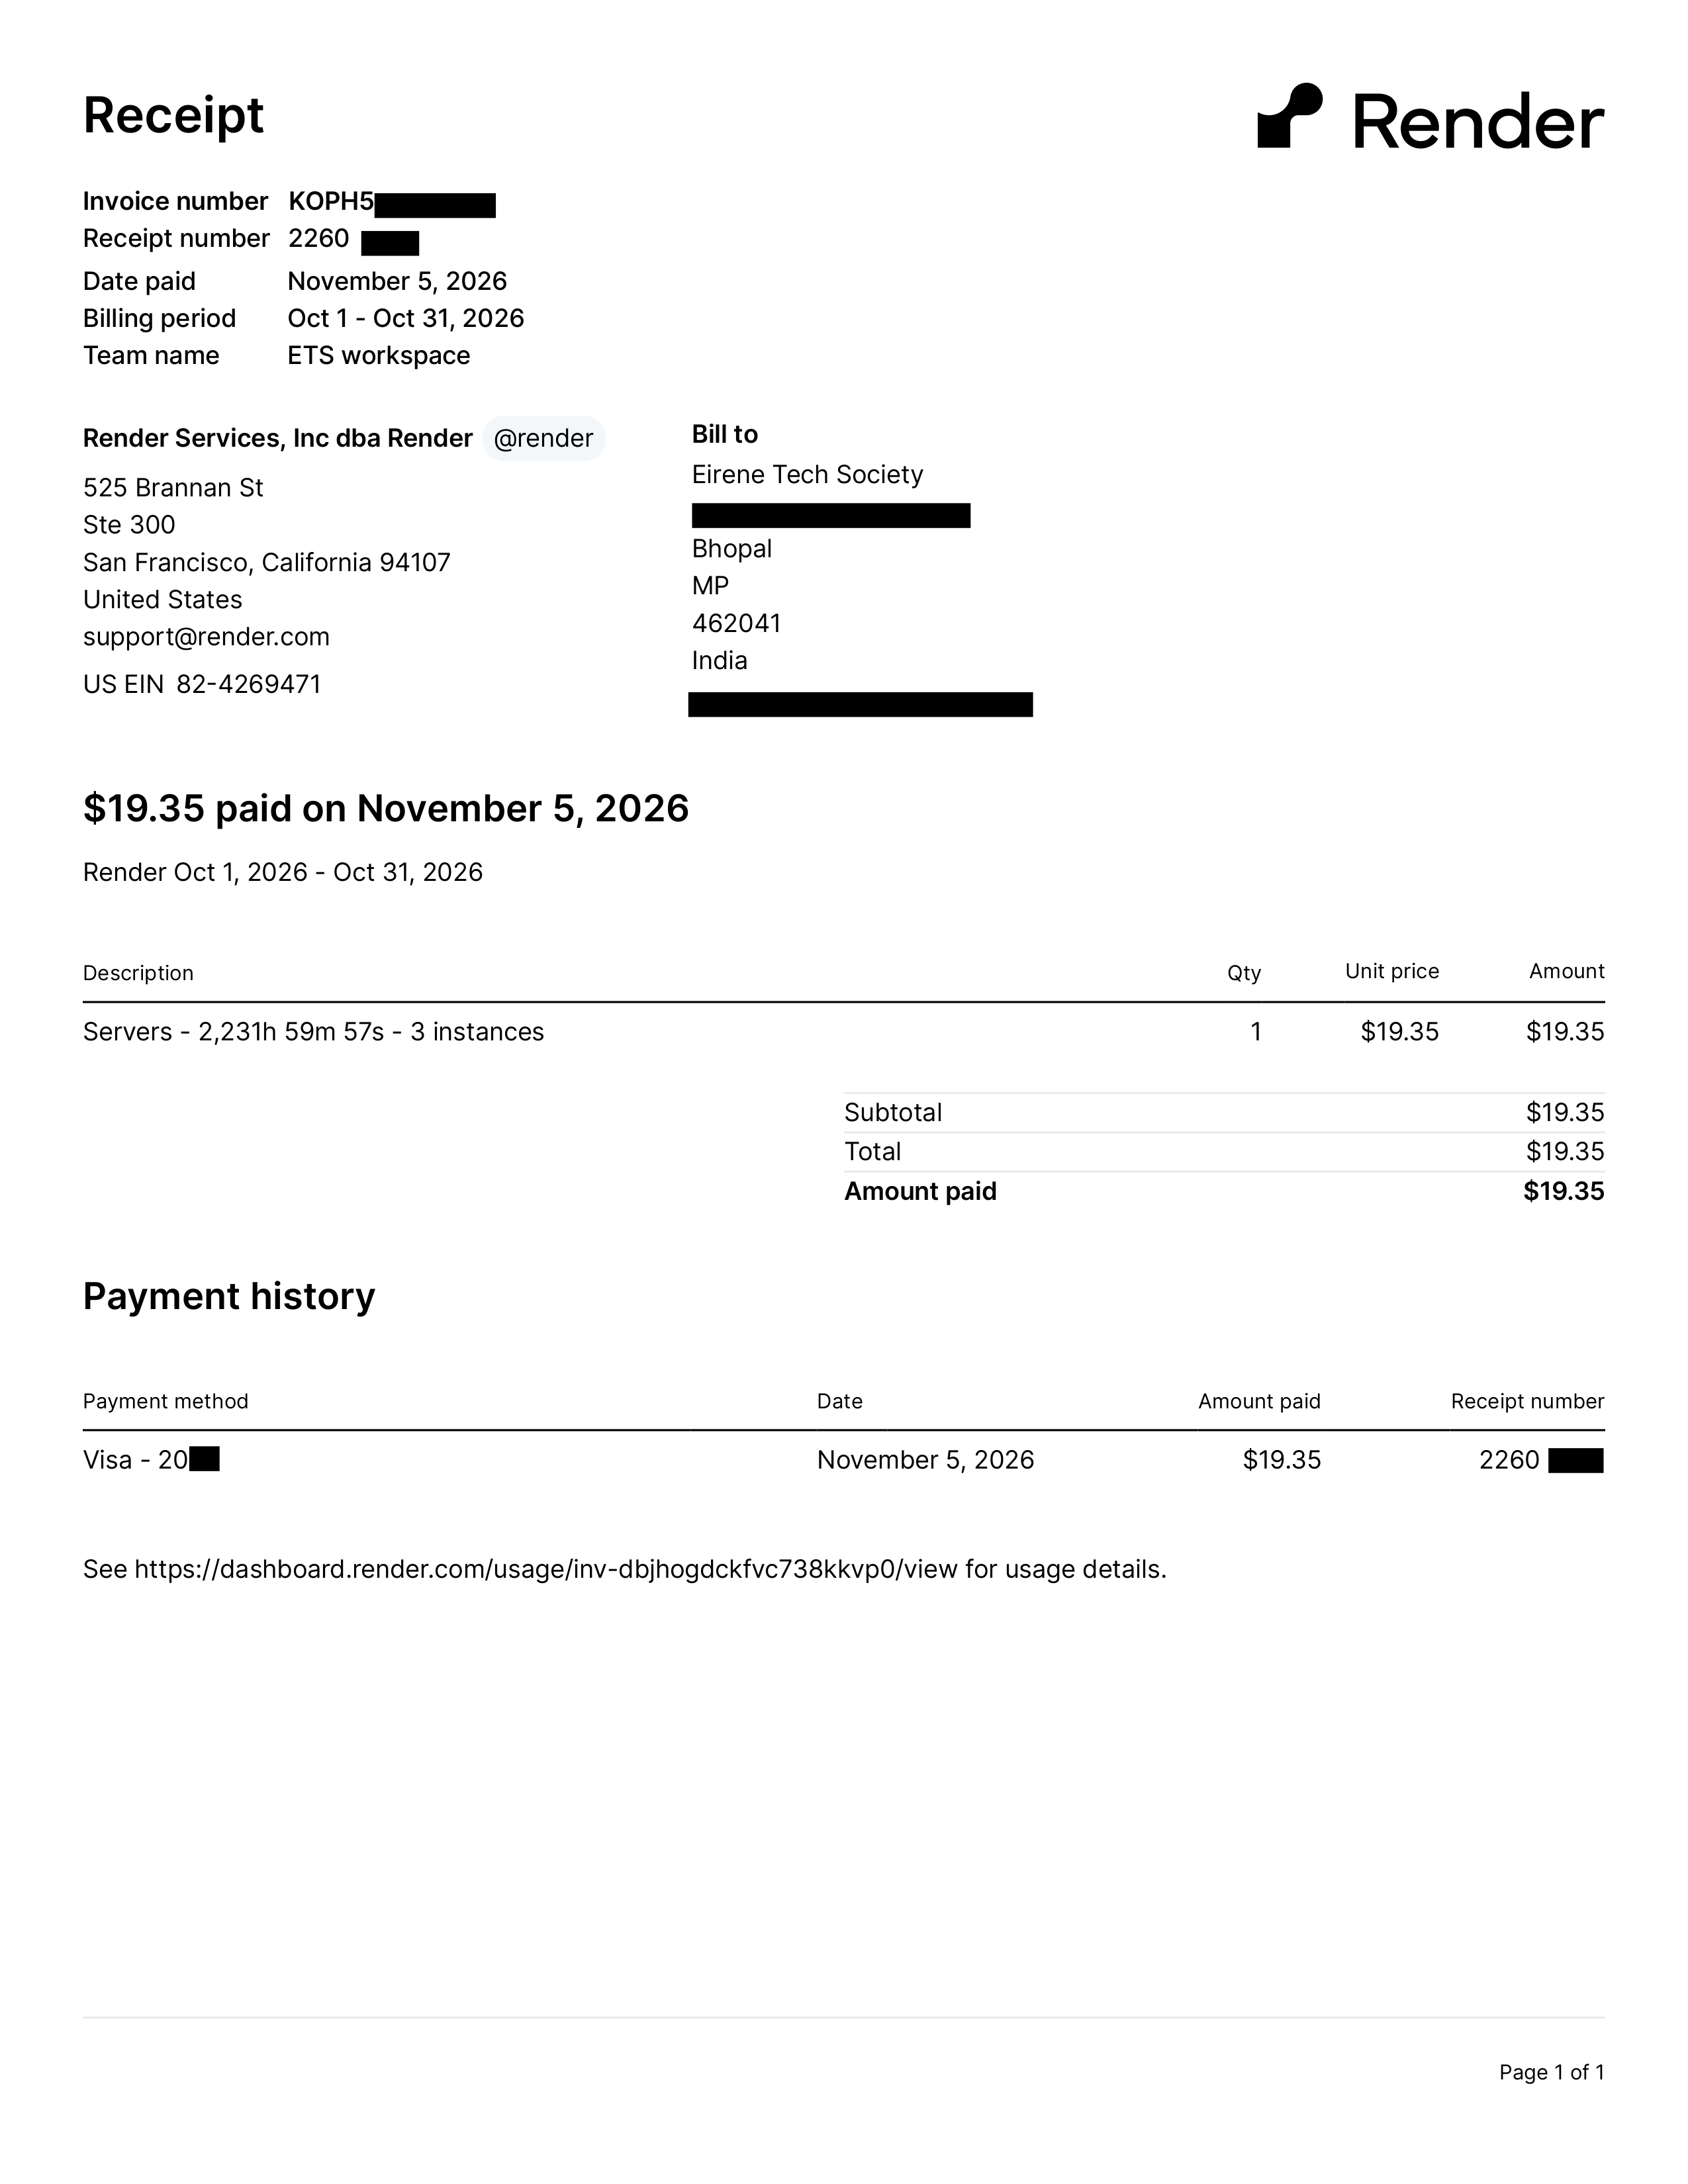 Receipt
Render
Invoice number KOPH5
Receipt number 2260
Date paid November 5, 2026
Billing period Oct 1 - Oct 31, 2026
Team name ETS workspace
Render Services, Inc dba Render @render
525 Brannan St
Ste 300
San Francisco, California 94107
United States
support@render.com
US EIN 82-4269471
Bill to
Eirene Tech Society
Bhopal
MP
462041
India
$19.35 paid on November 5, 2026
Render Oct 1, 2026 - Oct 31, 2026
Description Qty Unit price Amount
Servers - 2,231h 59m 57s - 3 instances 1 $19.35 $19.35
Subtotal $19.35
Total $19.35
Amount paid $19.35
Payment history
Payment method Date Amount paid Receipt number
Visa - 20 November 5, 2026 $19.35 2260
See https://dashboard.render.com/usage/inv-dbjhogdckfvc738kkvp0/view for usage details.
Page 1 of 1